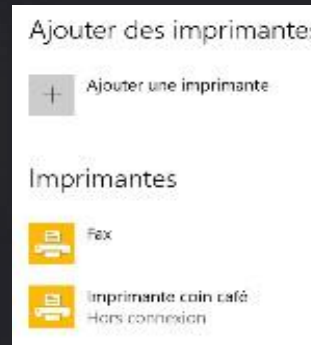 Ajouter des imprimantes
Ajouter une imprimante
Imprimantes
Fax
Imprimante coin café
Hors connexion